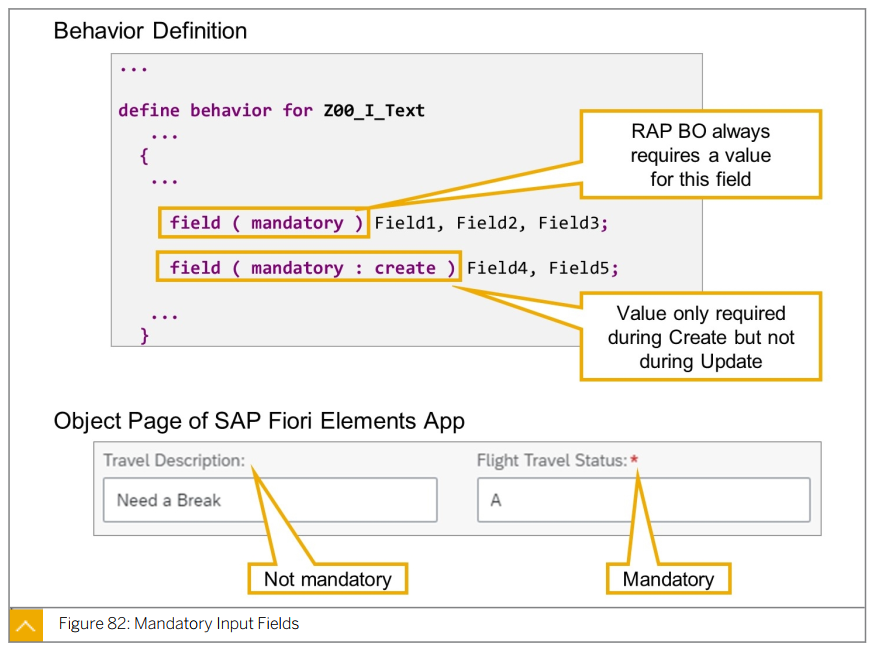 Behavior Definition
...
define behavior for Z00_I_Text
...
{
...
RAP BO always
requires a value
for this field
field ( mandatory ) Field1, Field2, Field3;
field ( mandatory : create ) Field4, Field5;
...
}
Value only required
during Create but not
during Update
Object Page of SAP Fiori Elements App
Travel Description:
Flight Travel Status:*
Need a Break
A
Not mandatory
Mandatory
Figure 82: Mandatory Input Fields